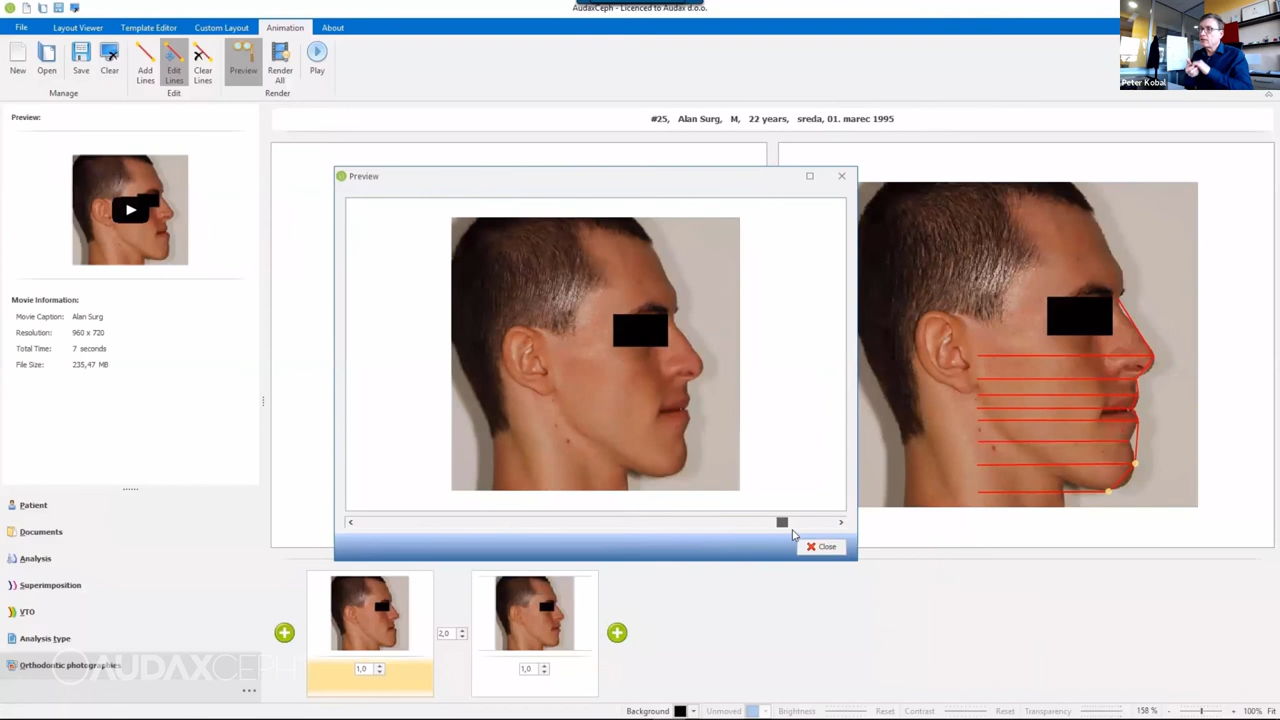 AudaxCeph - Licenced to Audax d.o.o.
File Layout Viewer Template Editor Custom Layout Animation About
New Open Save Clear Add Lines Edit Lines Clear Lines Preview Render All Play
Manage Edit Render
Peter Kobal
Preview:
#25, Alan Surg, M, 22 years, sreda, 01. marec 1995
Preview
Movie Information:
Movie Caption: Alan Surg
Resolution: 960 x 720
Total Time: 7 seconds
File Size: 235,47 MB
Patient
Documents
Analysis
Superimposition
VTO
Analysis type
Orthodontic photographies
AUDAXCEPH
Close
2,0
1,0
1,0
Background Unmoved Reset Brightness Reset Contrast Reset Transparency 158 % - + 100% Fit